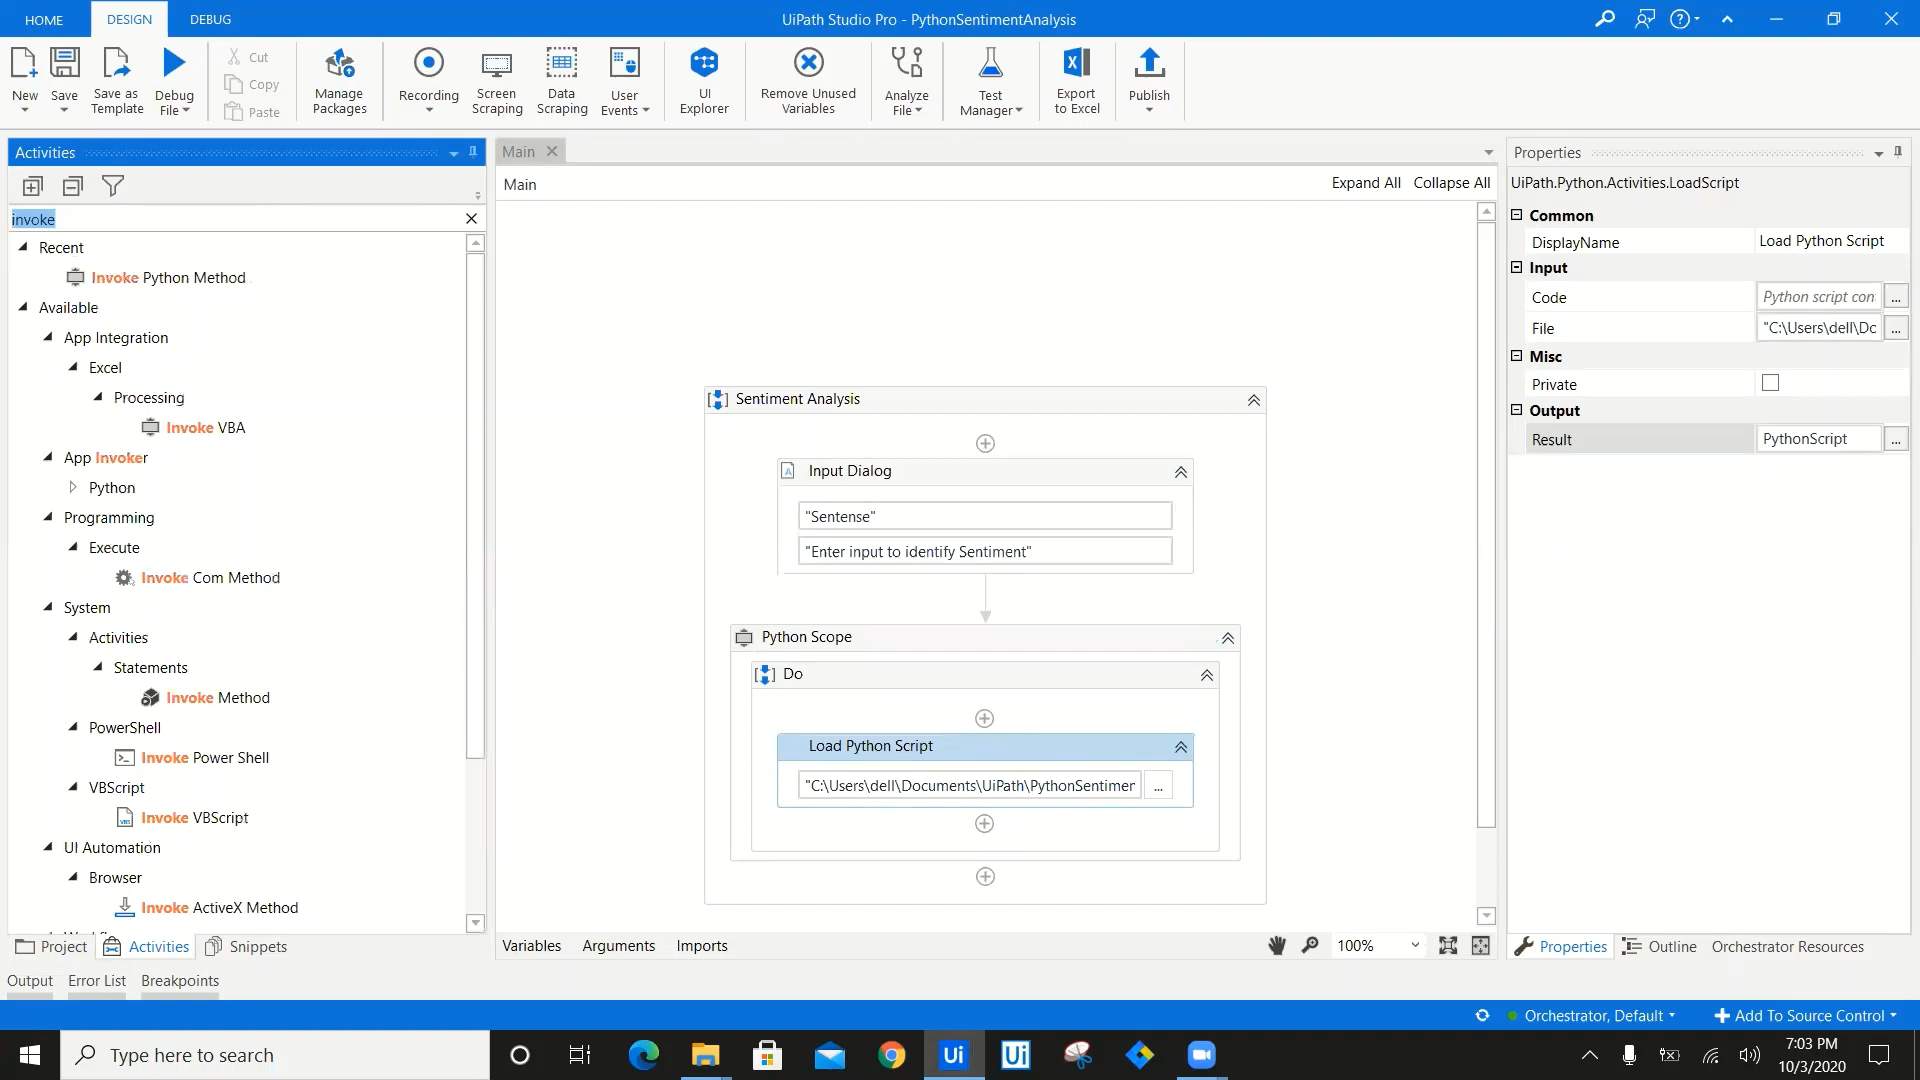 HOME
DESIGN
DEBUG
UiPath Studio Pro - PythonSentimentAnalysis
New
Save
Save as
Template
Debug
File
Cut
Copy
Paste
Manage
Packages
Recording
Screen
Scraping
Data
Scraping
User
Events
UI
Explorer
Remove Unused
Variables
Analyze
File
Test
Manager
Export
to Excel
Publish
Activities
invoke
Recent
Invoke Python Method
Available
App Integration
Excel
Processing
Invoke VBA
App Invoker
Python
Programming
Execute
Invoke Com Method
System
Activities
Statements
Invoke Method
PowerShell
Invoke Power Shell
VBScript
Invoke VBScript
UI Automation
Browser
Invoke ActiveX Method
Project
Activities
Snippets
Main
Main
Expand All
Collapse All
Sentiment Analysis
Input Dialog
"Sentense"
"Enter input to identify Sentiment"
Python Scope
Do
Load Python Script
"C:\Users\dell\Documents\UiPath\PythonSentimer
...
Variables
Arguments
Imports
100%
Properties
UiPath.Python.Activities.LoadScript
Common
DisplayName
Load Python Script
Input
Code
Python script con
...
File
"C:\Users\dell\Do
...
Misc
Private
Output
Result
PythonScript
...
Properties
Outline
Orchestrator Resources
Output
Error List
Breakpoints
Orchestrator, Default
Add To Source Control
Type here to search
Ui
Ui
7:03 PM
10/3/2020